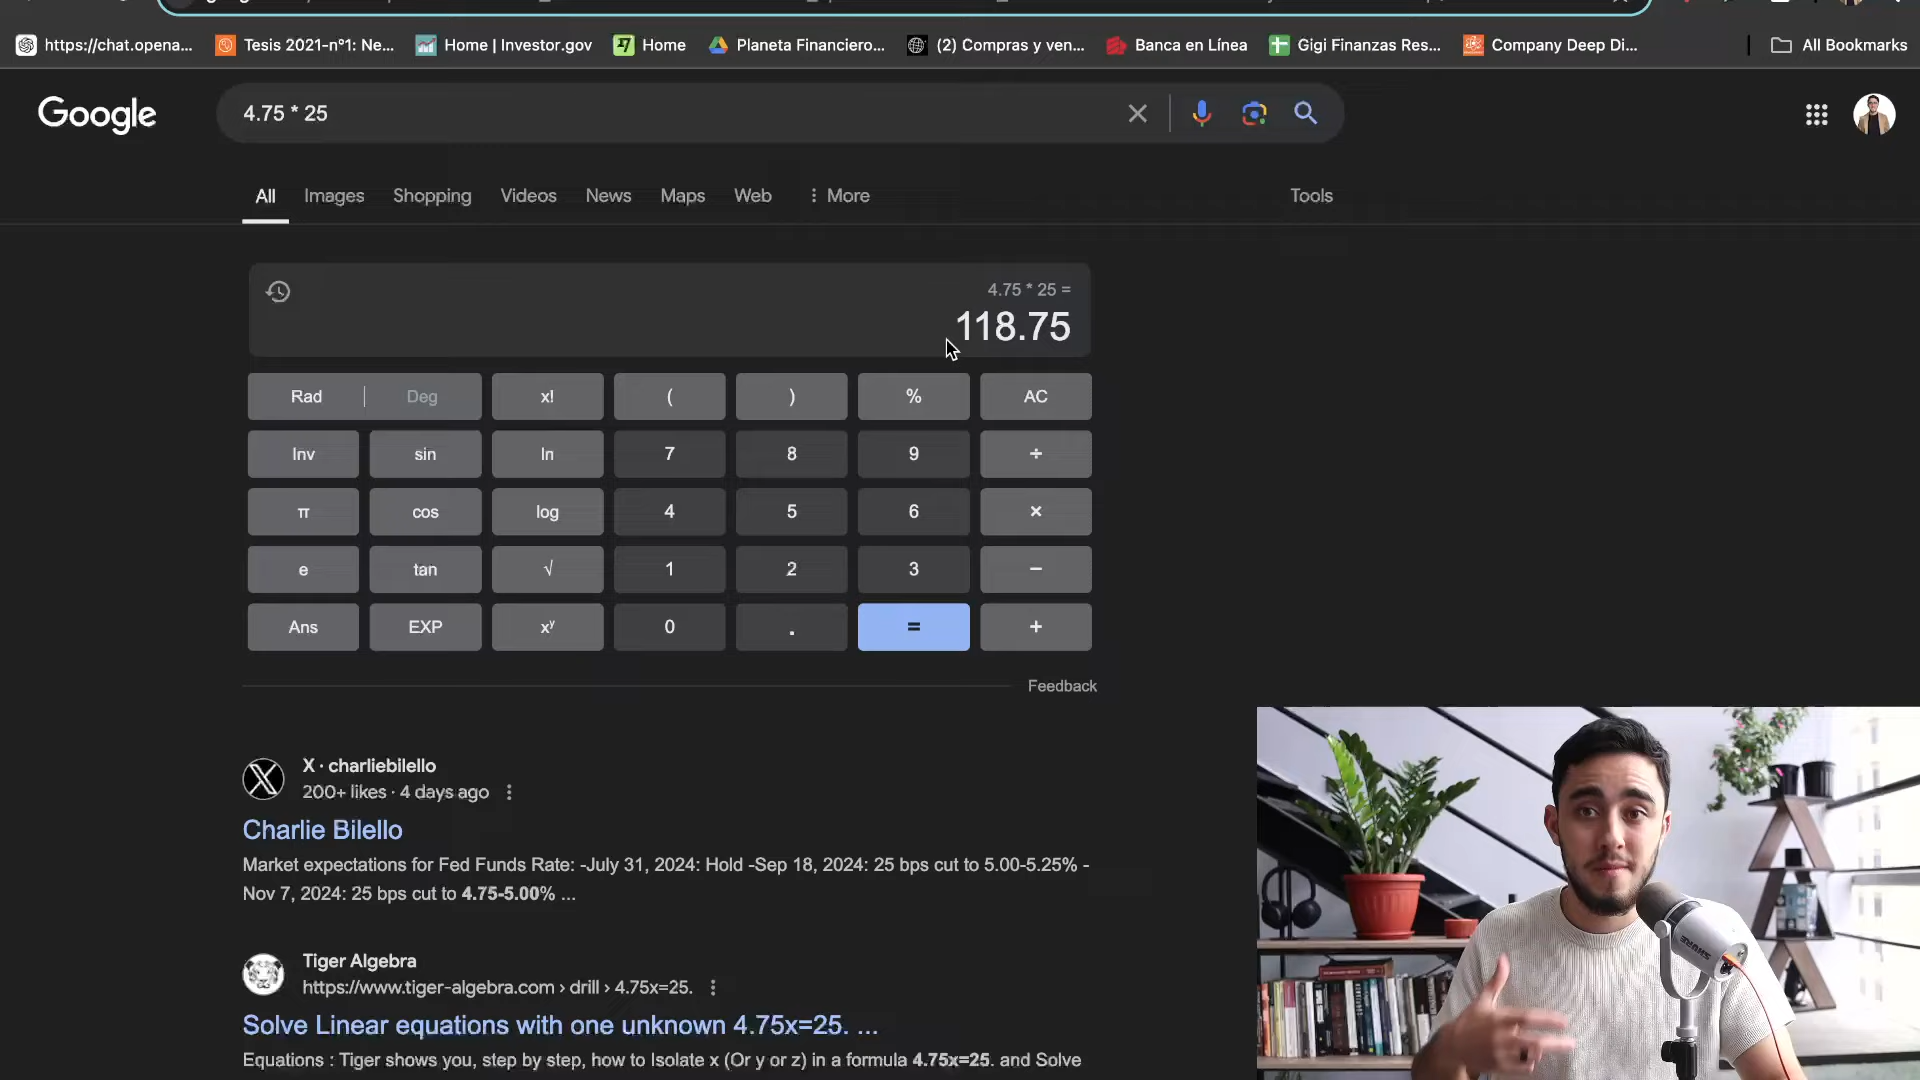 https://chat.opena... Tesis 2021-n°1: Ne... Home | Investor.gov Home Planeta Financiero... (2) Compras y ven... Banca en Línea Gigi Finanzas Res... Company Deep Di... All Bookmarks
Google 4.75 * 25
All Images Shopping Videos News Maps Web More Tools
4.75 * 25 =
118.75
Rad Deg x! ( ) % AC
Inv sin ln 7 8 9 ÷
π cos log 4 5 6 ×
e tan √ 1 2 3 −
Ans EXP xʸ 0 . = +
Feedback
X · charliebilello
200+ likes · 4 days ago
Charlie Bilello
Market expectations for Fed Funds Rate: -July 31, 2024: Hold -Sep 18, 2024: 25 bps cut to 5.00-5.25% -
Nov 7, 2024: 25 bps cut to 4.75-5.00% ...
Tiger Algebra
https://www.tiger-algebra.com › drill › 4.75x=25.
Solve Linear equations with one unknown 4.75x=25. ...
Equations : Tiger shows you, step by step, how to Isolate x (Or y or z) in a formula 4.75x=25. and Solve
SHURE